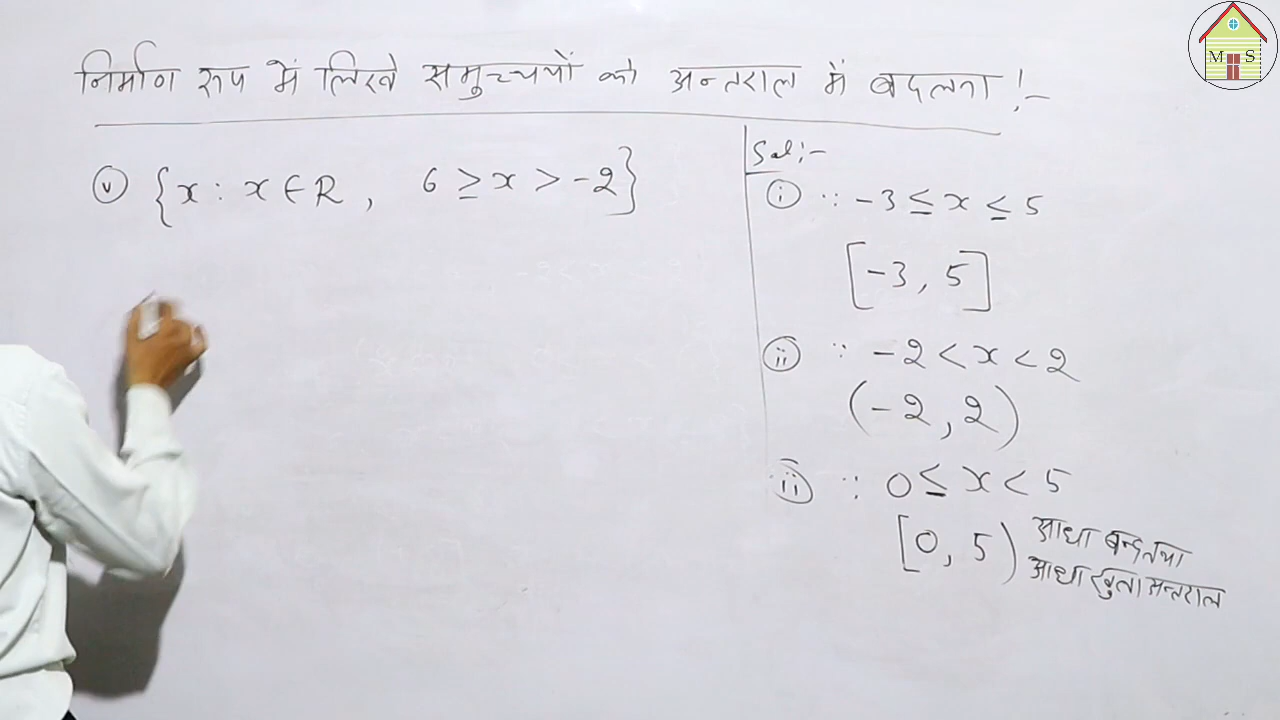 निर्माण रूप में लिखे समुच्चयों को अन्तराल में बदलना !-
(v) {x : x ∈ R, 6 ≥ x > -2}
Sol:-
(i) ∵ -3 ≤ x ≤ 5
[-3, 5]
(ii) ∵ -2 < x < 2
(-2, 2)
(iii) ∵ 0 ≤ x < 5
[0, 5) आधा बन्द तथा
आधा खुला अन्तराल
M S